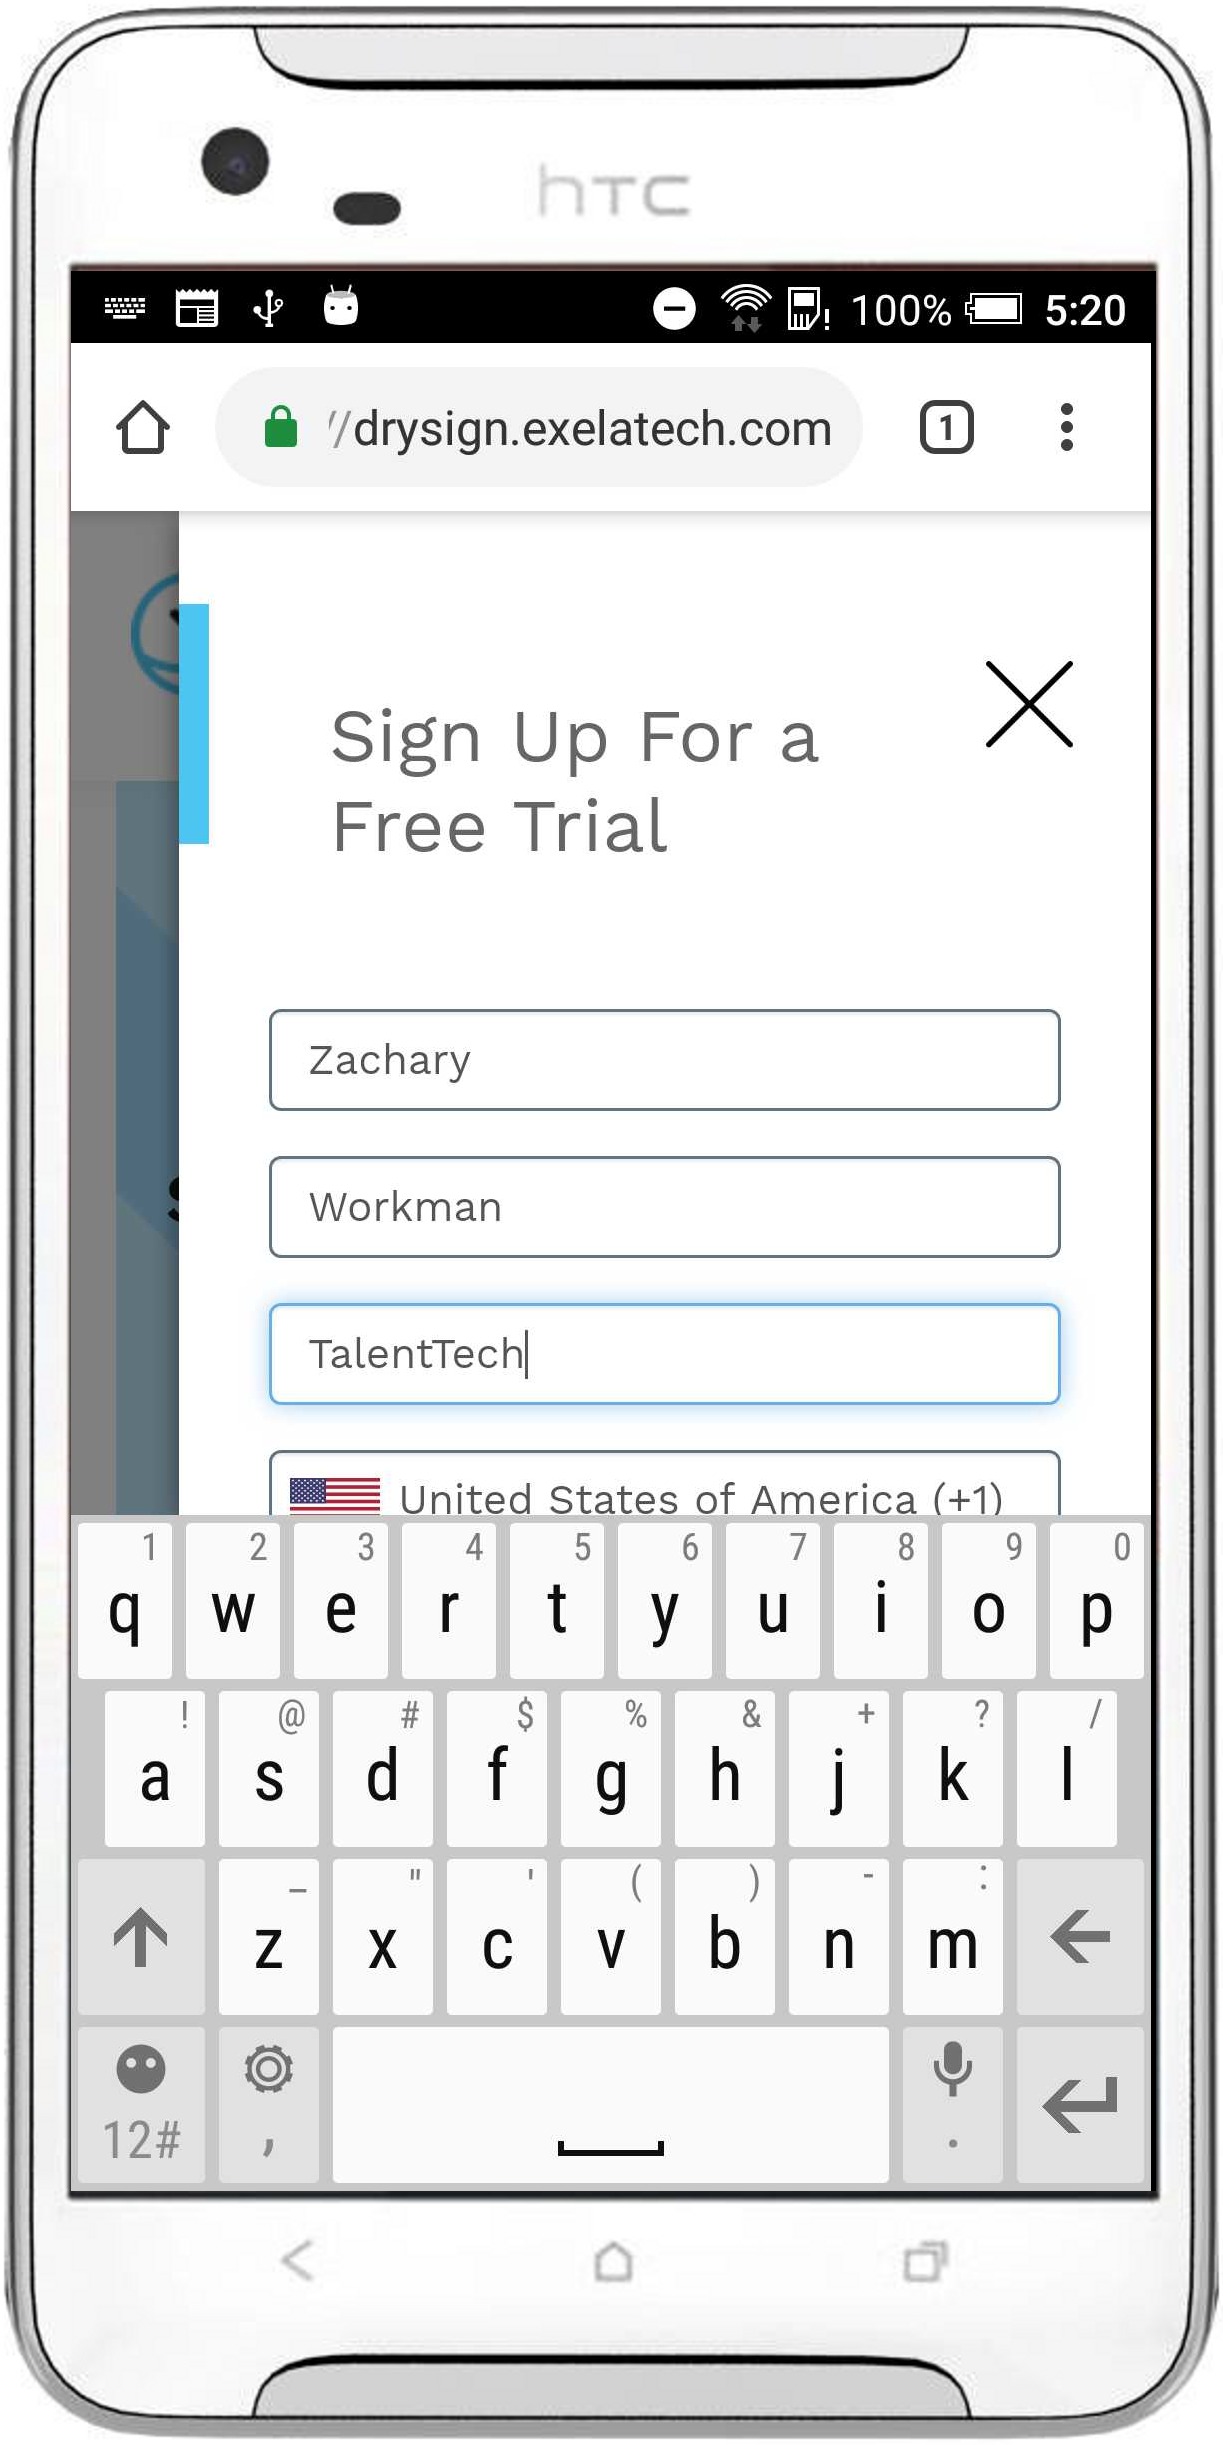 hTC
100% 5:20
//drysign.exelatech.com 1
Sign Up For a
Free Trial
Zachary
Workman
TalentTech
United States of America (+1)
1 2 3 4 5 6 7 8 9 0
q w e r t y u i o p
! @ # $ % & + ? /
a s d f g h j k l
_ " ' ( ) - :
z x c v b n m
12# , .